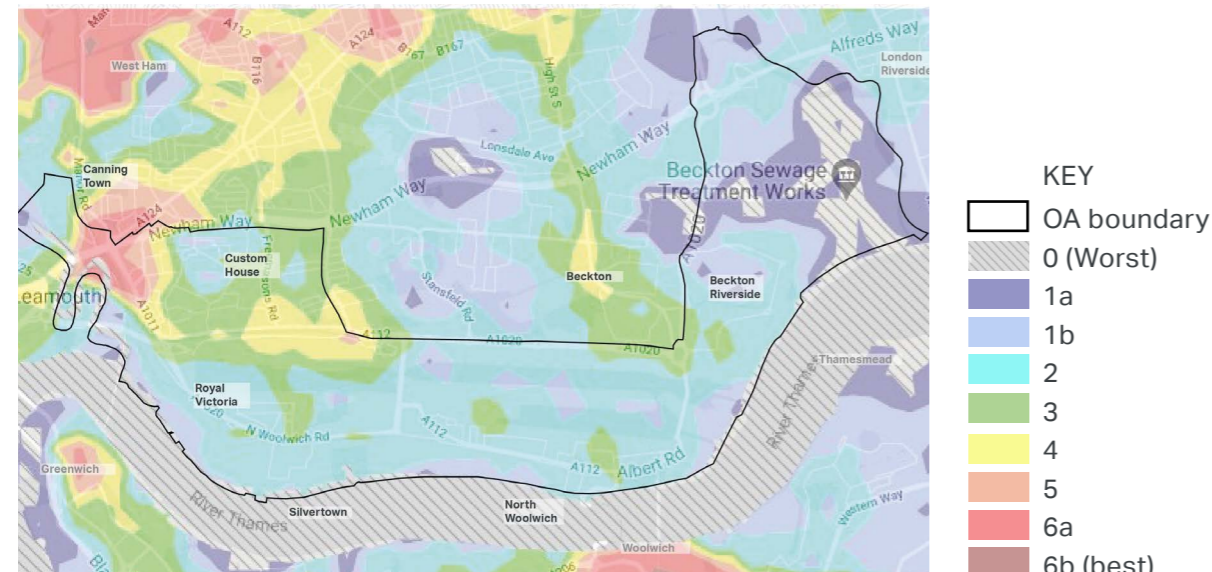 A112
A124
B167
B167
B116
High St S
Alfreds Way
West Ham
London
Riverside
Lonsdale Ave
Newham Way
Canning
Town
Manor Rd
Beckton Sewage
Treatment Works
A124
Newham Way
Newham Way
A1020
Custom
House
Freemasons Rd
Beckton
Beckton
Riverside
Stansfeld Rd
eamouth
A1011
A112
A1020
A1020
Thamesmead
Royal
Victoria
1020
N Woolwich Rd
A112
A112
Albert Rd
River Thames
Greenwich
River Thames
Silvertown
North
Woolwich
Western Way
Woolwich
KEY
OA boundary
0 (Worst)
1a
1b
2
3
4
5
6a
6b (best)